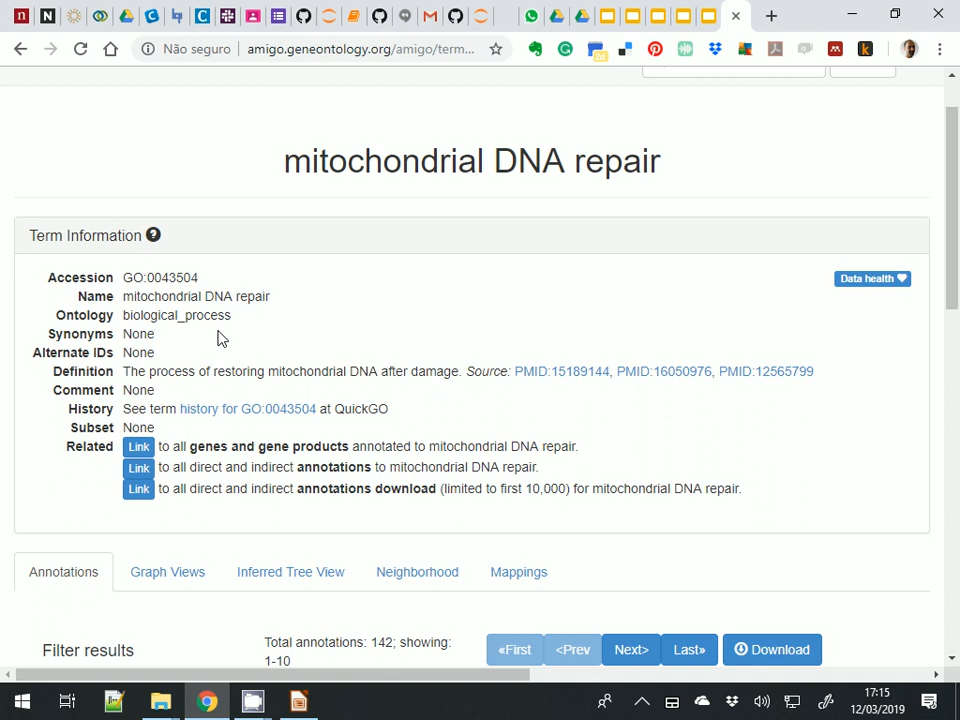 Não seguro
amigo.geneontology.org/amigo/term...
mitochondrial DNA repair
Term Information
Accession GO:0043504
Data health
Name mitochondrial DNA repair
Ontology biological_process
Synonyms None
Alternate IDs None
Definition The process of restoring mitochondrial DNA after damage. Source: PMID:15189144, PMID:16050976, PMID:12565799
Comment None
History See term history for GO:0043504 at QuickGO
Subset None
Related Link to all genes and gene products annotated to mitochondrial DNA repair.
Link to all direct and indirect annotations to mitochondrial DNA repair.
Link to all direct and indirect annotations download (limited to first 10,000) for mitochondrial DNA repair.
Annotations Graph Views Inferred Tree View Neighborhood Mappings
Filter results
Total annotations: 142; showing:
1-10
«First <Prev Next> Last» Download
17:15
12/03/2019